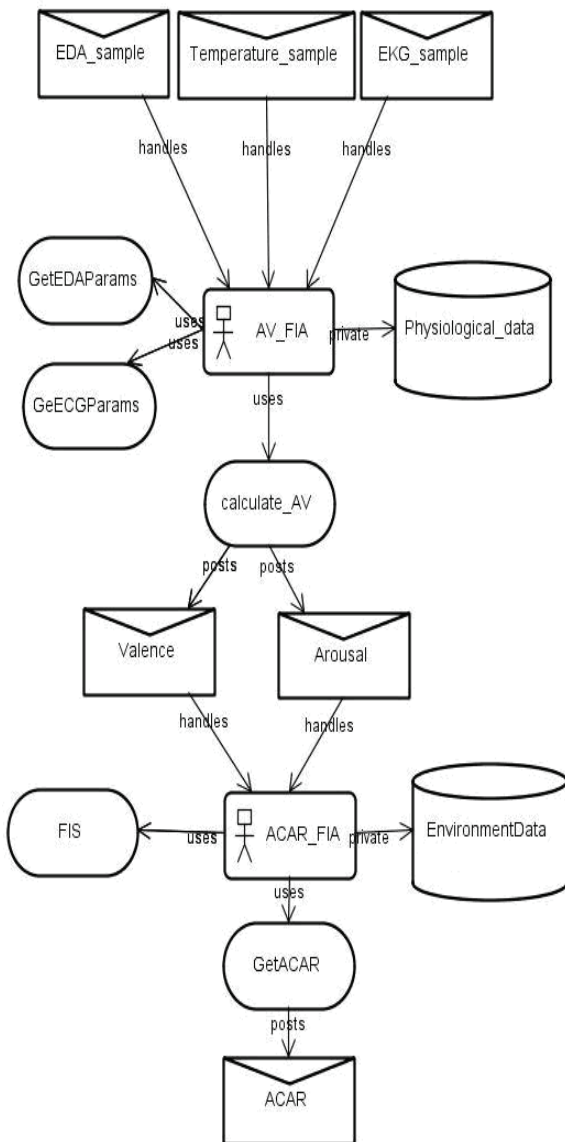 EDA_sample
Temperature_sample
EKG_sample
handles
handles
handles
GetEDAParams
uses
uses
AV_FIA
private
Physiological_data
GeECGParams
uses
calculate_AV
posts
posts
Valence
Arousal
handles
handles
FIS
uses
ACAR_FIA
private
EnvironmentData
uses
GetACAR
posts
ACAR